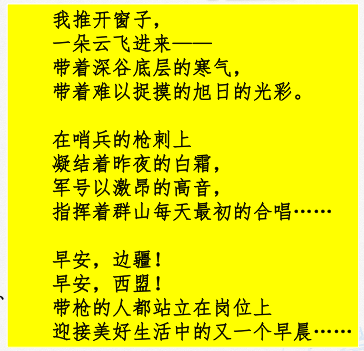 我推开窗子，
一朵云飞进来——
带着深谷底层的寒气，
带着难以捉摸的旭日的光彩。
在哨兵的枪刺上
凝结着昨夜的白霜，
军号以激昂的高音，
指挥着群山每天最初的合唱……
早安，边疆！
早安，西盟！
带枪的人都站立在岗位上
迎接美好生活中的又一个早晨……